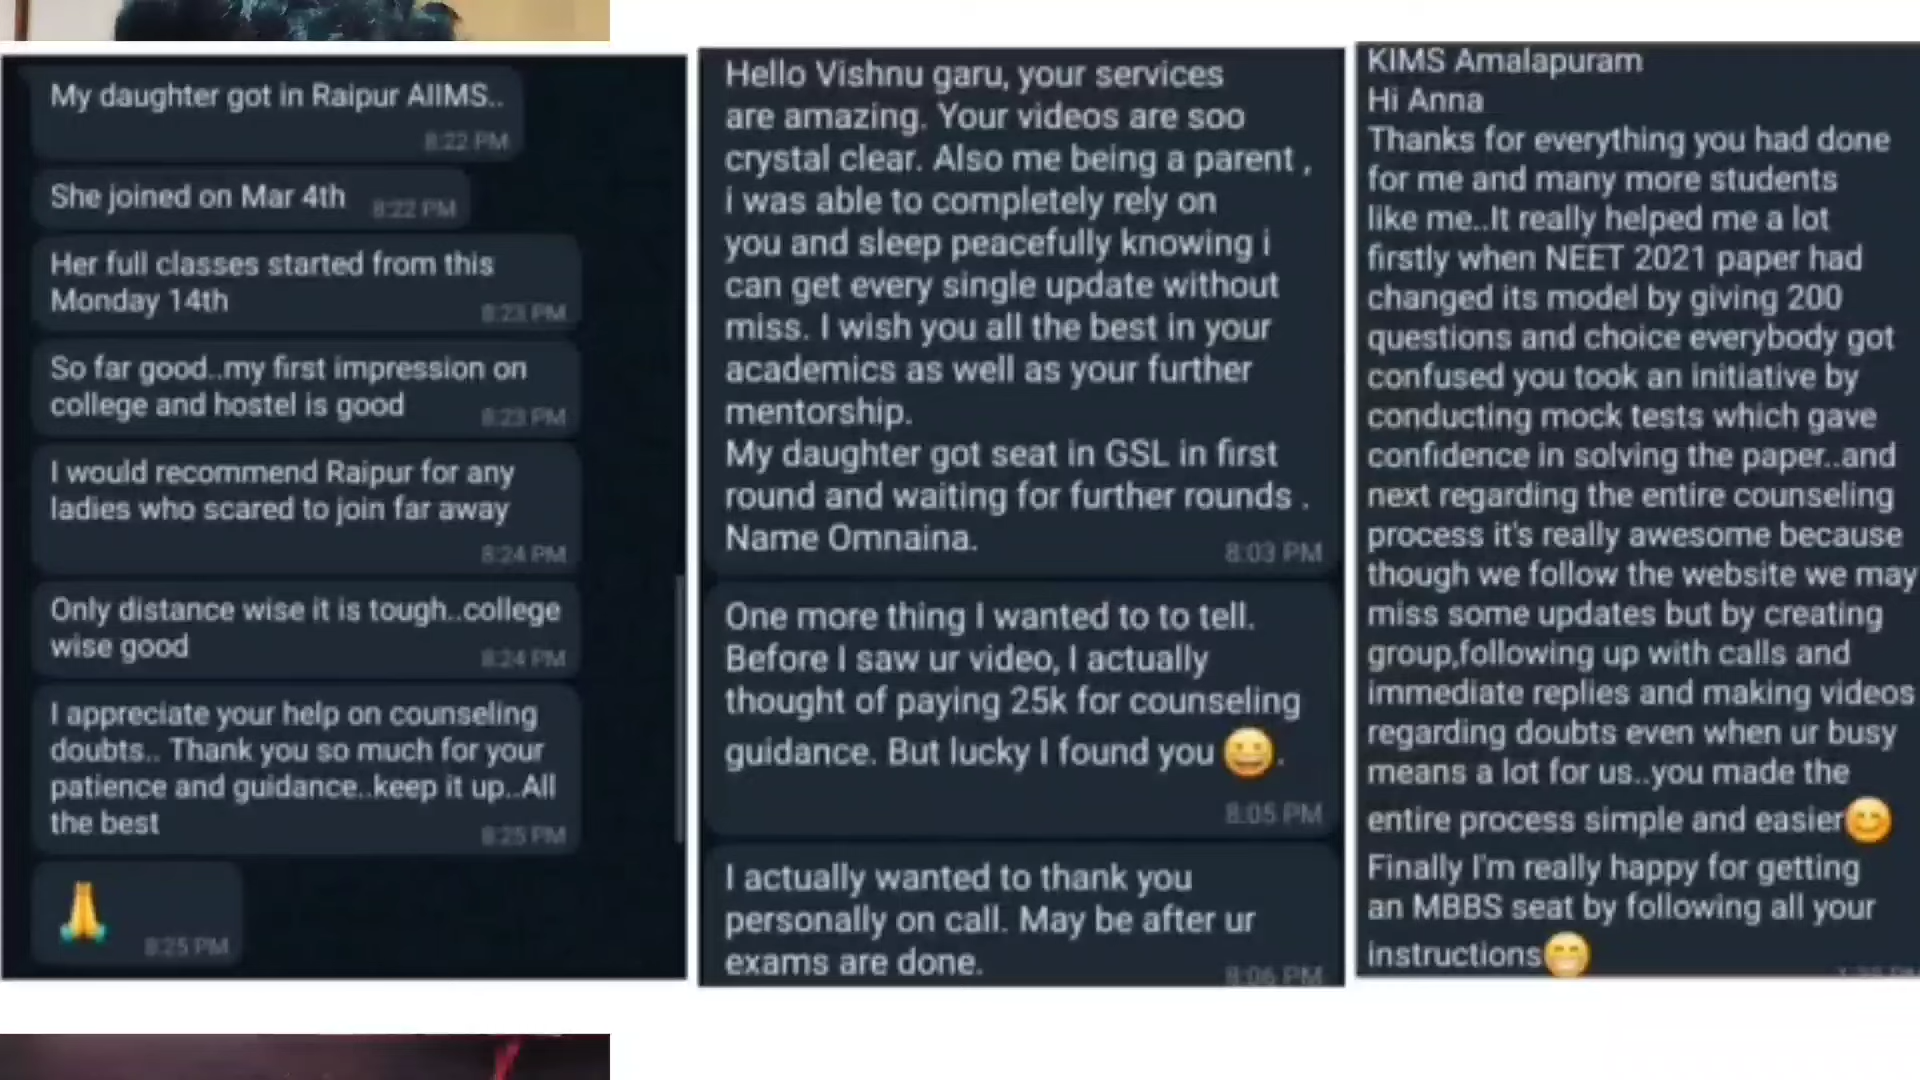 My daughter got in Raipur AIIMS..
8:22 PM
She joined on Mar 4th 8:22 PM
Her full classes started from this
Monday 14th 8:23 PM
So far good..my first impression on
college and hostel is good 8:23 PM
I would recommend Raipur for any
ladies who scared to join far away
8:24 PM
Only distance wise it is tough..college
wise good 8:24 PM
I appreciate your help on counseling
doubts.. Thank you so much for your
patience and guidance..keep it up..All
the best 8:25 PM
🙏 8:25 PM
Hello Vishnu garu, your services
are amazing. Your videos are soo
crystal clear. Also me being a parent ,
i was able to completely rely on
you and sleep peacefully knowing i
can get every single update without
miss. I wish you all the best in your
academics as well as your further
mentorship.
My daughter got seat in GSL in first
round and waiting for further rounds .
Name Omnaina. 8:03 PM
One more thing I wanted to to tell.
Before I saw ur video, I actually
thought of paying 25k for counseling
guidance. But lucky I found you 😀.
8:05 PM
I actually wanted to thank you
personally on call. May be after ur
exams are done. 8:06 PM
KIMS Amalapuram
Hi Anna
Thanks for everything you had done
for me and many more students
like me..It really helped me a lot
firstly when NEET 2021 paper had
changed its model by giving 200
questions and choice everybody got
confused you took an initiative by
conducting mock tests which gave
confidence in solving the paper..and
next regarding the entire counseling
process it's really awesome because
though we follow the website we may
miss some updates but by creating
group,following up with calls and
immediate replies and making videos
regarding doubts even when ur busy
means a lot for us..you made the
entire process simple and easier😊
Finally I'm really happy for getting
an MBBS seat by following all your
instructions😁